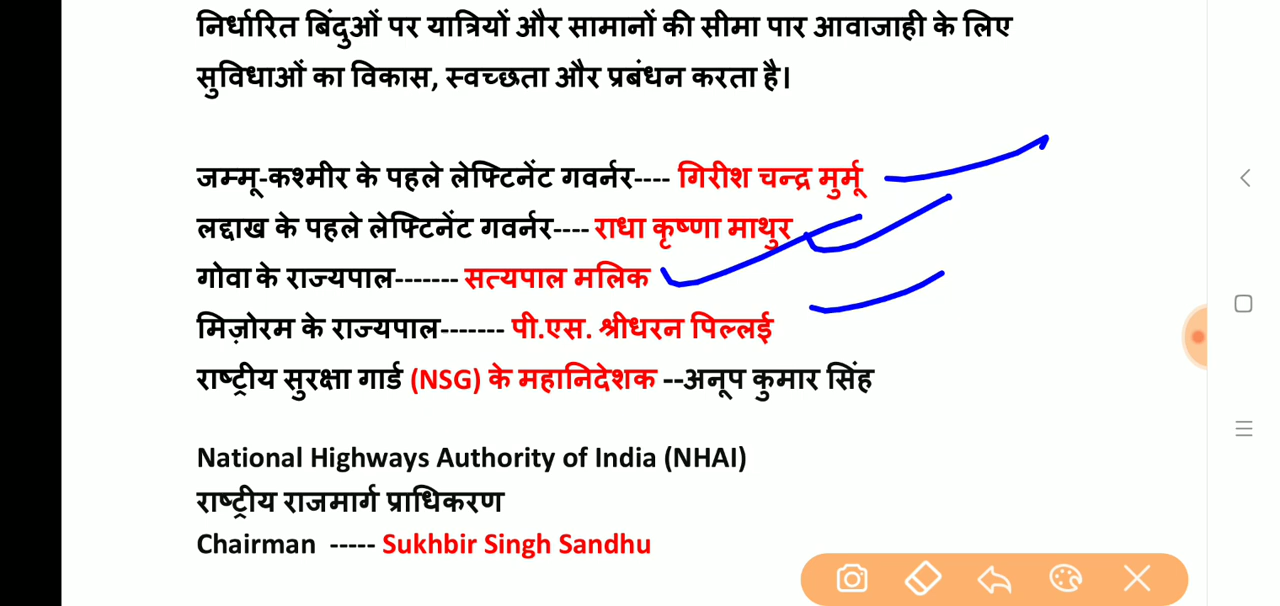 निर्धारित बिंदुओं पर यात्रियों और सामानों की सीमा पार आवाजाही के लिए
सुविधाओं का विकास, स्वच्छता और प्रबंधन करता है।
जम्मू-कश्मीर के पहले लेफ्टिनेंट गवर्नर---- गिरीश चन्द्र मुर्मू
लद्दाख के पहले लेफ्टिनेंट गवर्नर---- राधा कृष्णा माथुर
गोवा के राज्यपाल------- सत्यपाल मलिक
मिज़ोरम के राज्यपाल------- पी.एस. श्रीधरन पिल्लई
राष्ट्रीय सुरक्षा गार्ड (NSG) के महानिदेशक --अनूप कुमार सिंह
National Highways Authority of India (NHAI)
राष्ट्रीय राजमार्ग प्राधिकरण
Chairman ----- Sukhbir Singh Sandhu